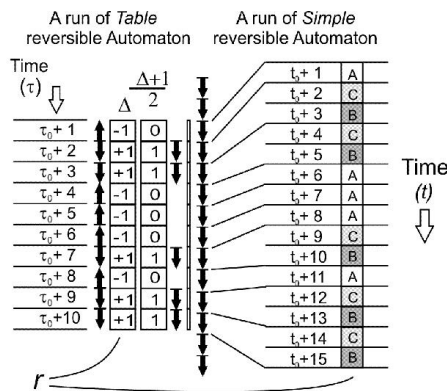 A run of Table
reversible Automaton
A run of Simple
reversible Automaton
Time
(τ)
Δ
Δ+1
2
τ₀+ 1 -1 0
τ₀+ 2 +1 1
τ₀+ 3 +1 1
τ₀+ 4 -1 0
τ₀+ 5 -1 0
τ₀+ 6 -1 0
τ₀+ 7 +1 1
τ₀+ 8 -1 0
τ₀+ 9 +1 1
τ₀+10 +1 1
t₀+ 1 A
t₀+ 2 C
t₀+ 3 B
t₀+ 4 C
t₀+ 5 B
t₀+ 6 A
t₀+ 7 A
t₀+ 8 A
t₀+ 9 C
t₀+10 B
t₀+11 A
t₀+12 C
t₀+13 B
t₀+14 C
t₀+15 B
Time
(t)
r